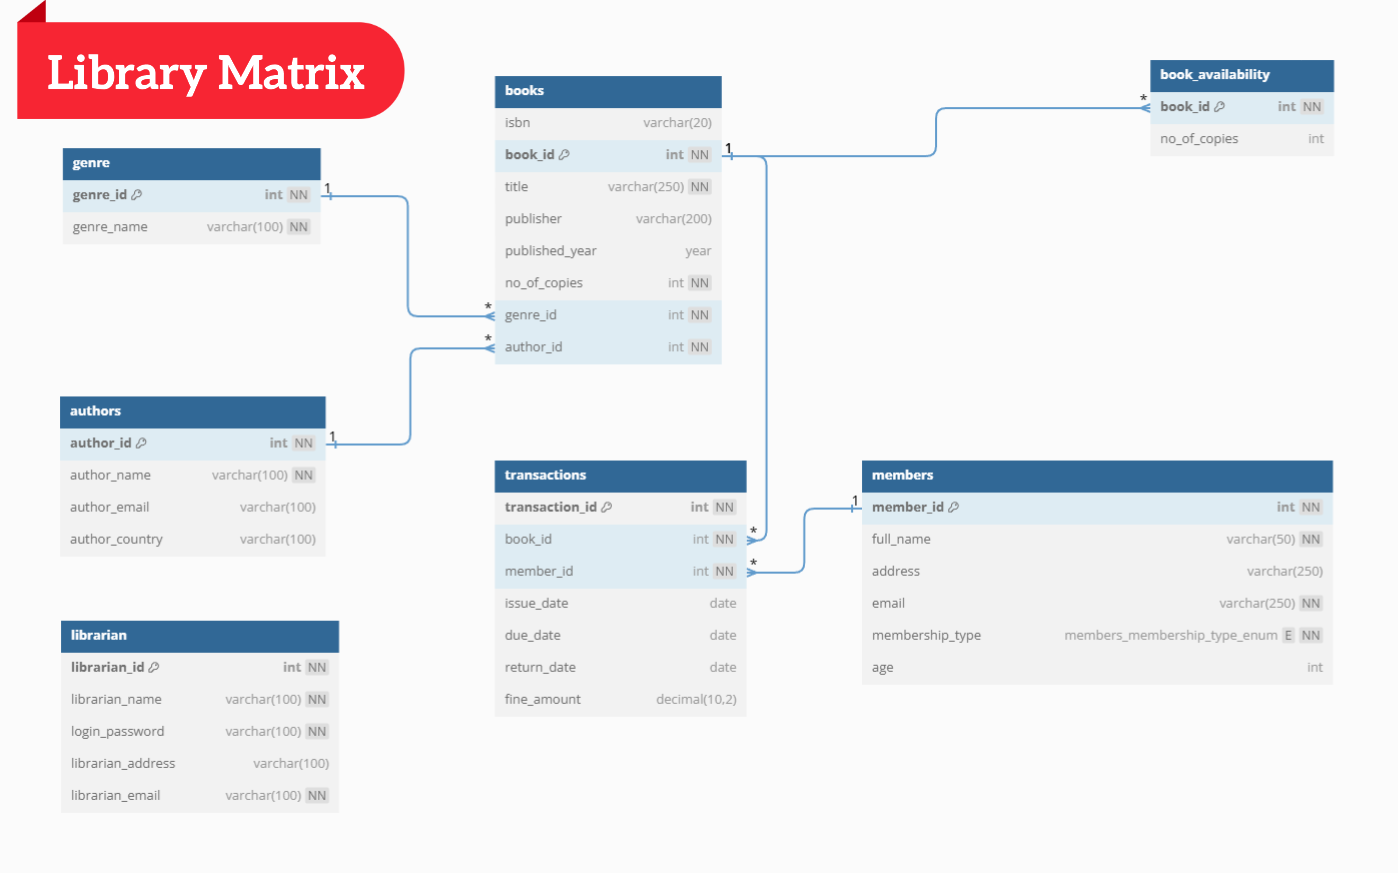 Library Matrix
genre
genre_id int NN
genre_name varchar(100) NN
1
authors
author_id int NN
author_name varchar(100) NN
author_email varchar(100)
author_country varchar(100)
1
librarian
librarian_id int NN
librarian_name varchar(100) NN
login_password varchar(100) NN
librarian_address varchar(100)
librarian_email varchar(100) NN
books
isbn varchar(20)
book_id int NN
1
title varchar(250) NN
publisher varchar(200)
published_year year
no_of_copies int NN
*
genre_id int NN
*
author_id int NN
transactions
transaction_id int NN
book_id int NN
*
member_id int NN
*
issue_date date
due_date date
return_date date
fine_amount decimal(10,2)
book_availability
*
book_id int NN
no_of_copies int
members
1
member_id int NN
full_name varchar(50) NN
address varchar(250)
email varchar(250) NN
membership_type members_membership_type_enum E NN
age int